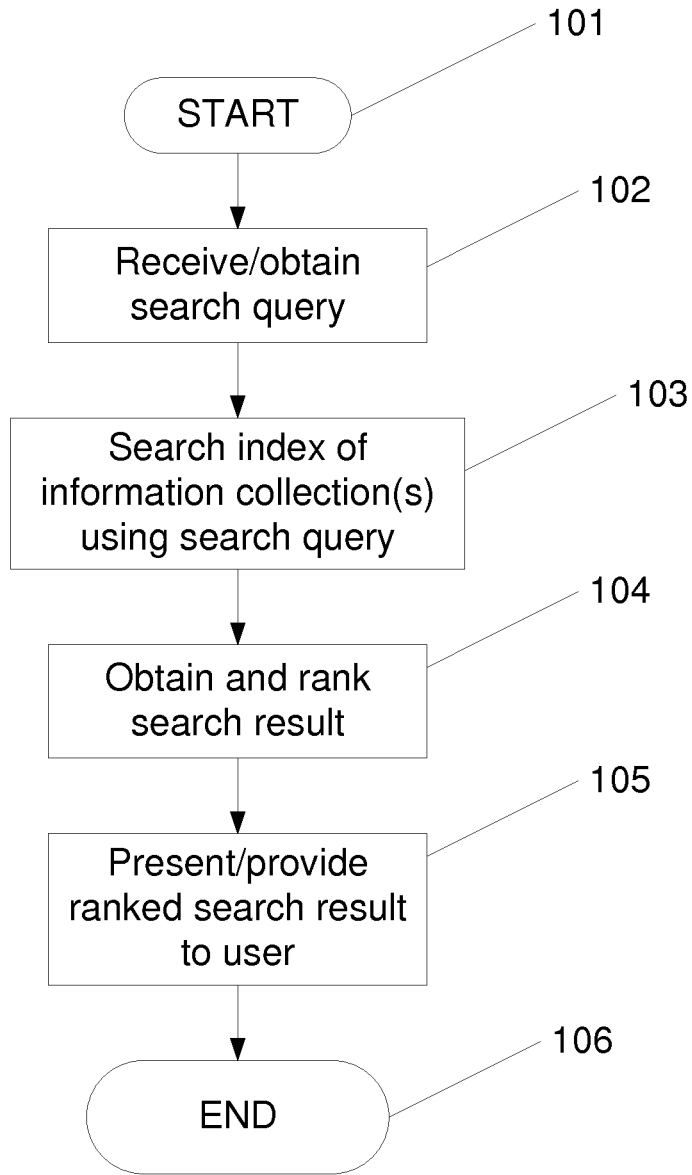 101
START
102
Receive/obtain
search query
103
Search index of
information collection(s)
using search query
104
Obtain and rank
search result
105
Present/provide
ranked search result
to user
106
END